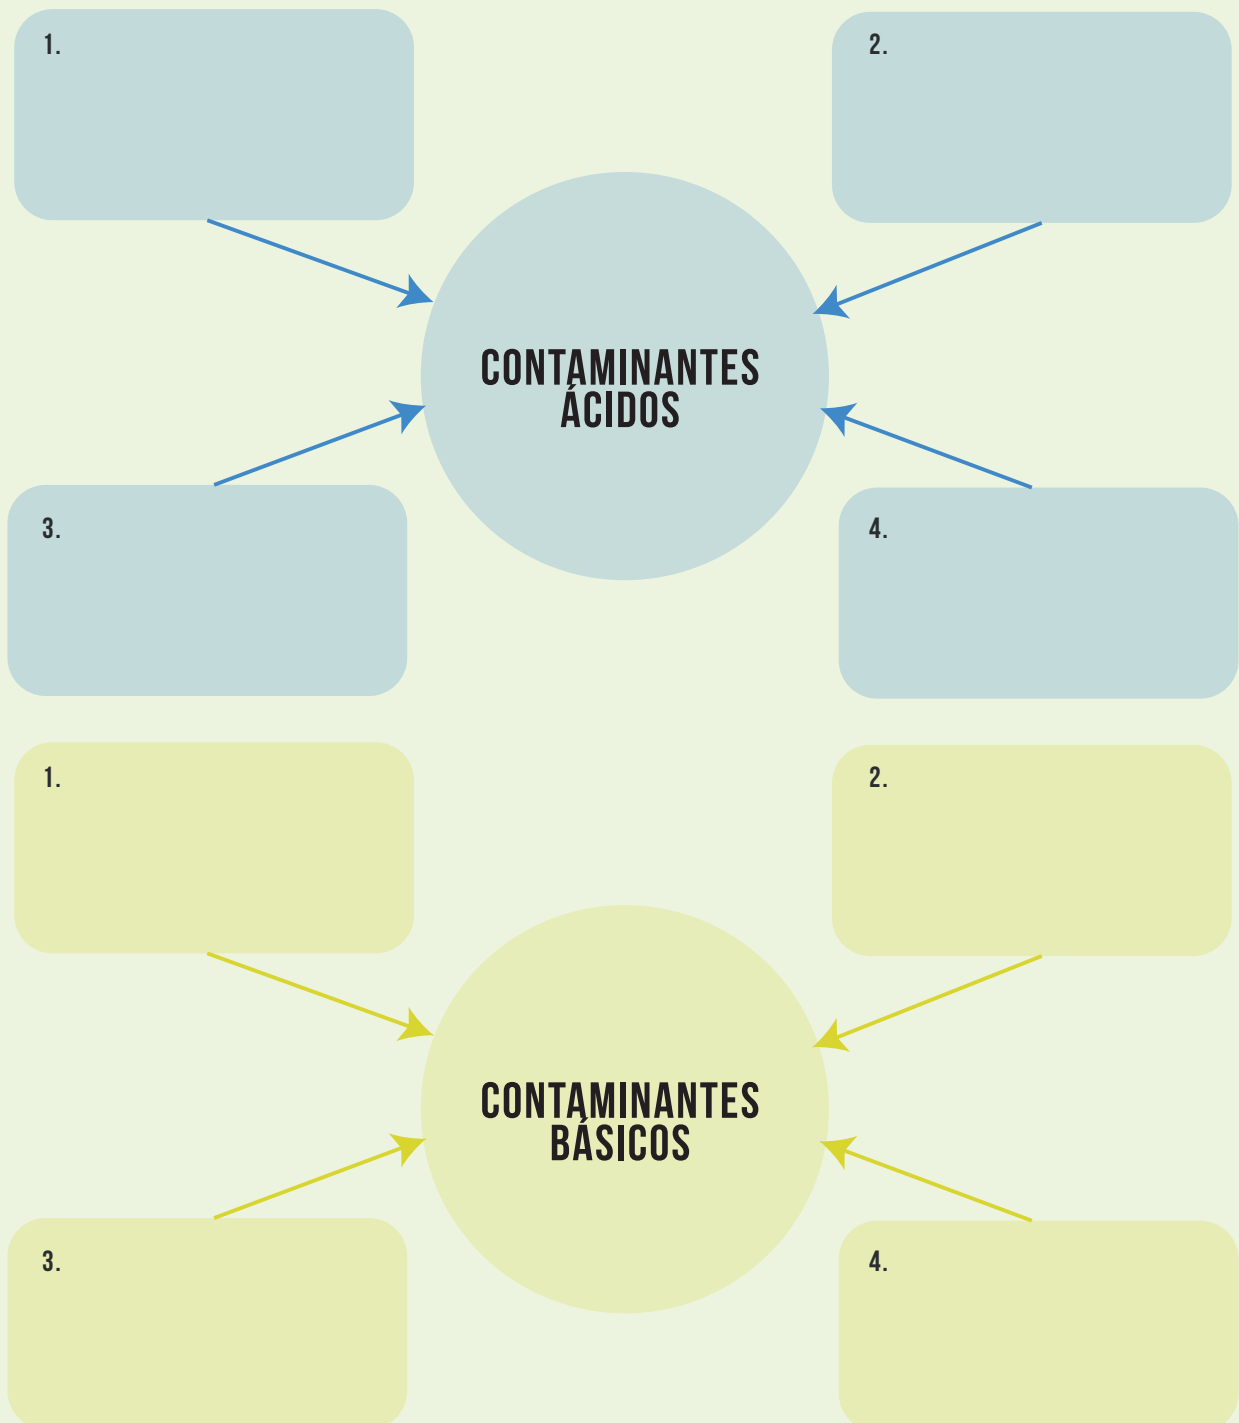 1.
2.
CONTAMINANTES
ÁCIDOS
3.
4.
1.
2.
CONTAMINANTES
BÁSICOS
3.
4.